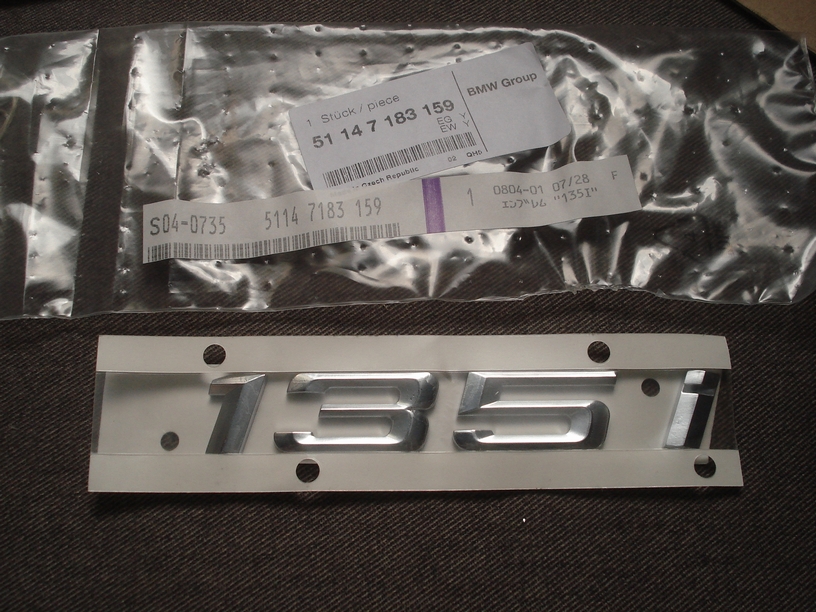 1 Stück / piece
BMW Group
51 14 7 183 159
EG Y
EW Y
02 QH6
Czech Republic
S04-0735 5114 7183 159
1 0804-01 07/28 F
エンブレム "135I"
135i